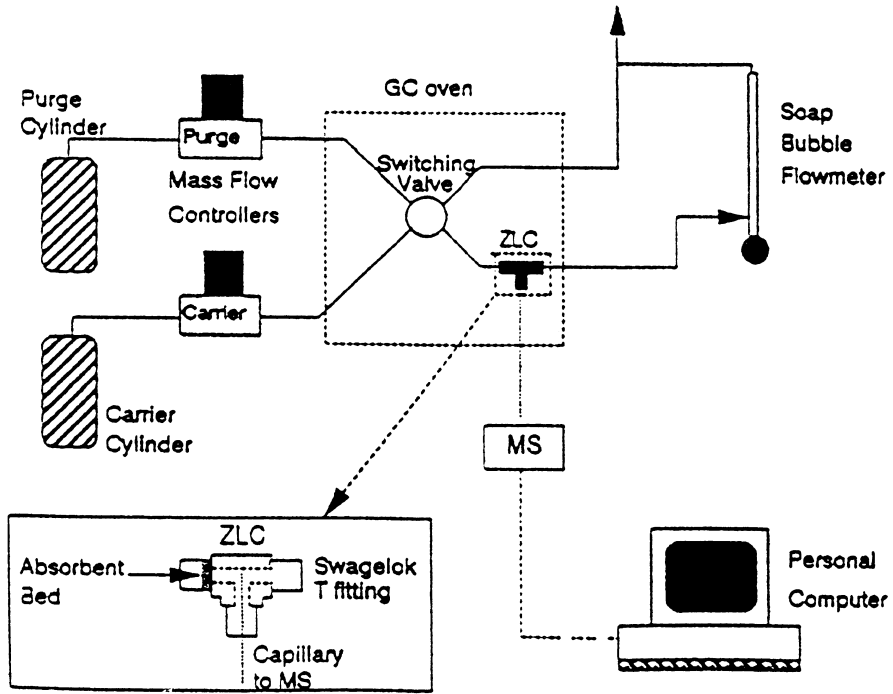 GC oven
Purge
Cylinder
Purge
Mass Flow
Controllers
Switching
Valve
Soap
Bubble
Flowmeter
ZLC
Carrier
Carrier
Cylinder
MS
ZLC
Absorbent
Bed
Swagelok
T fitting
Capillary
to MS
Personal
Computer